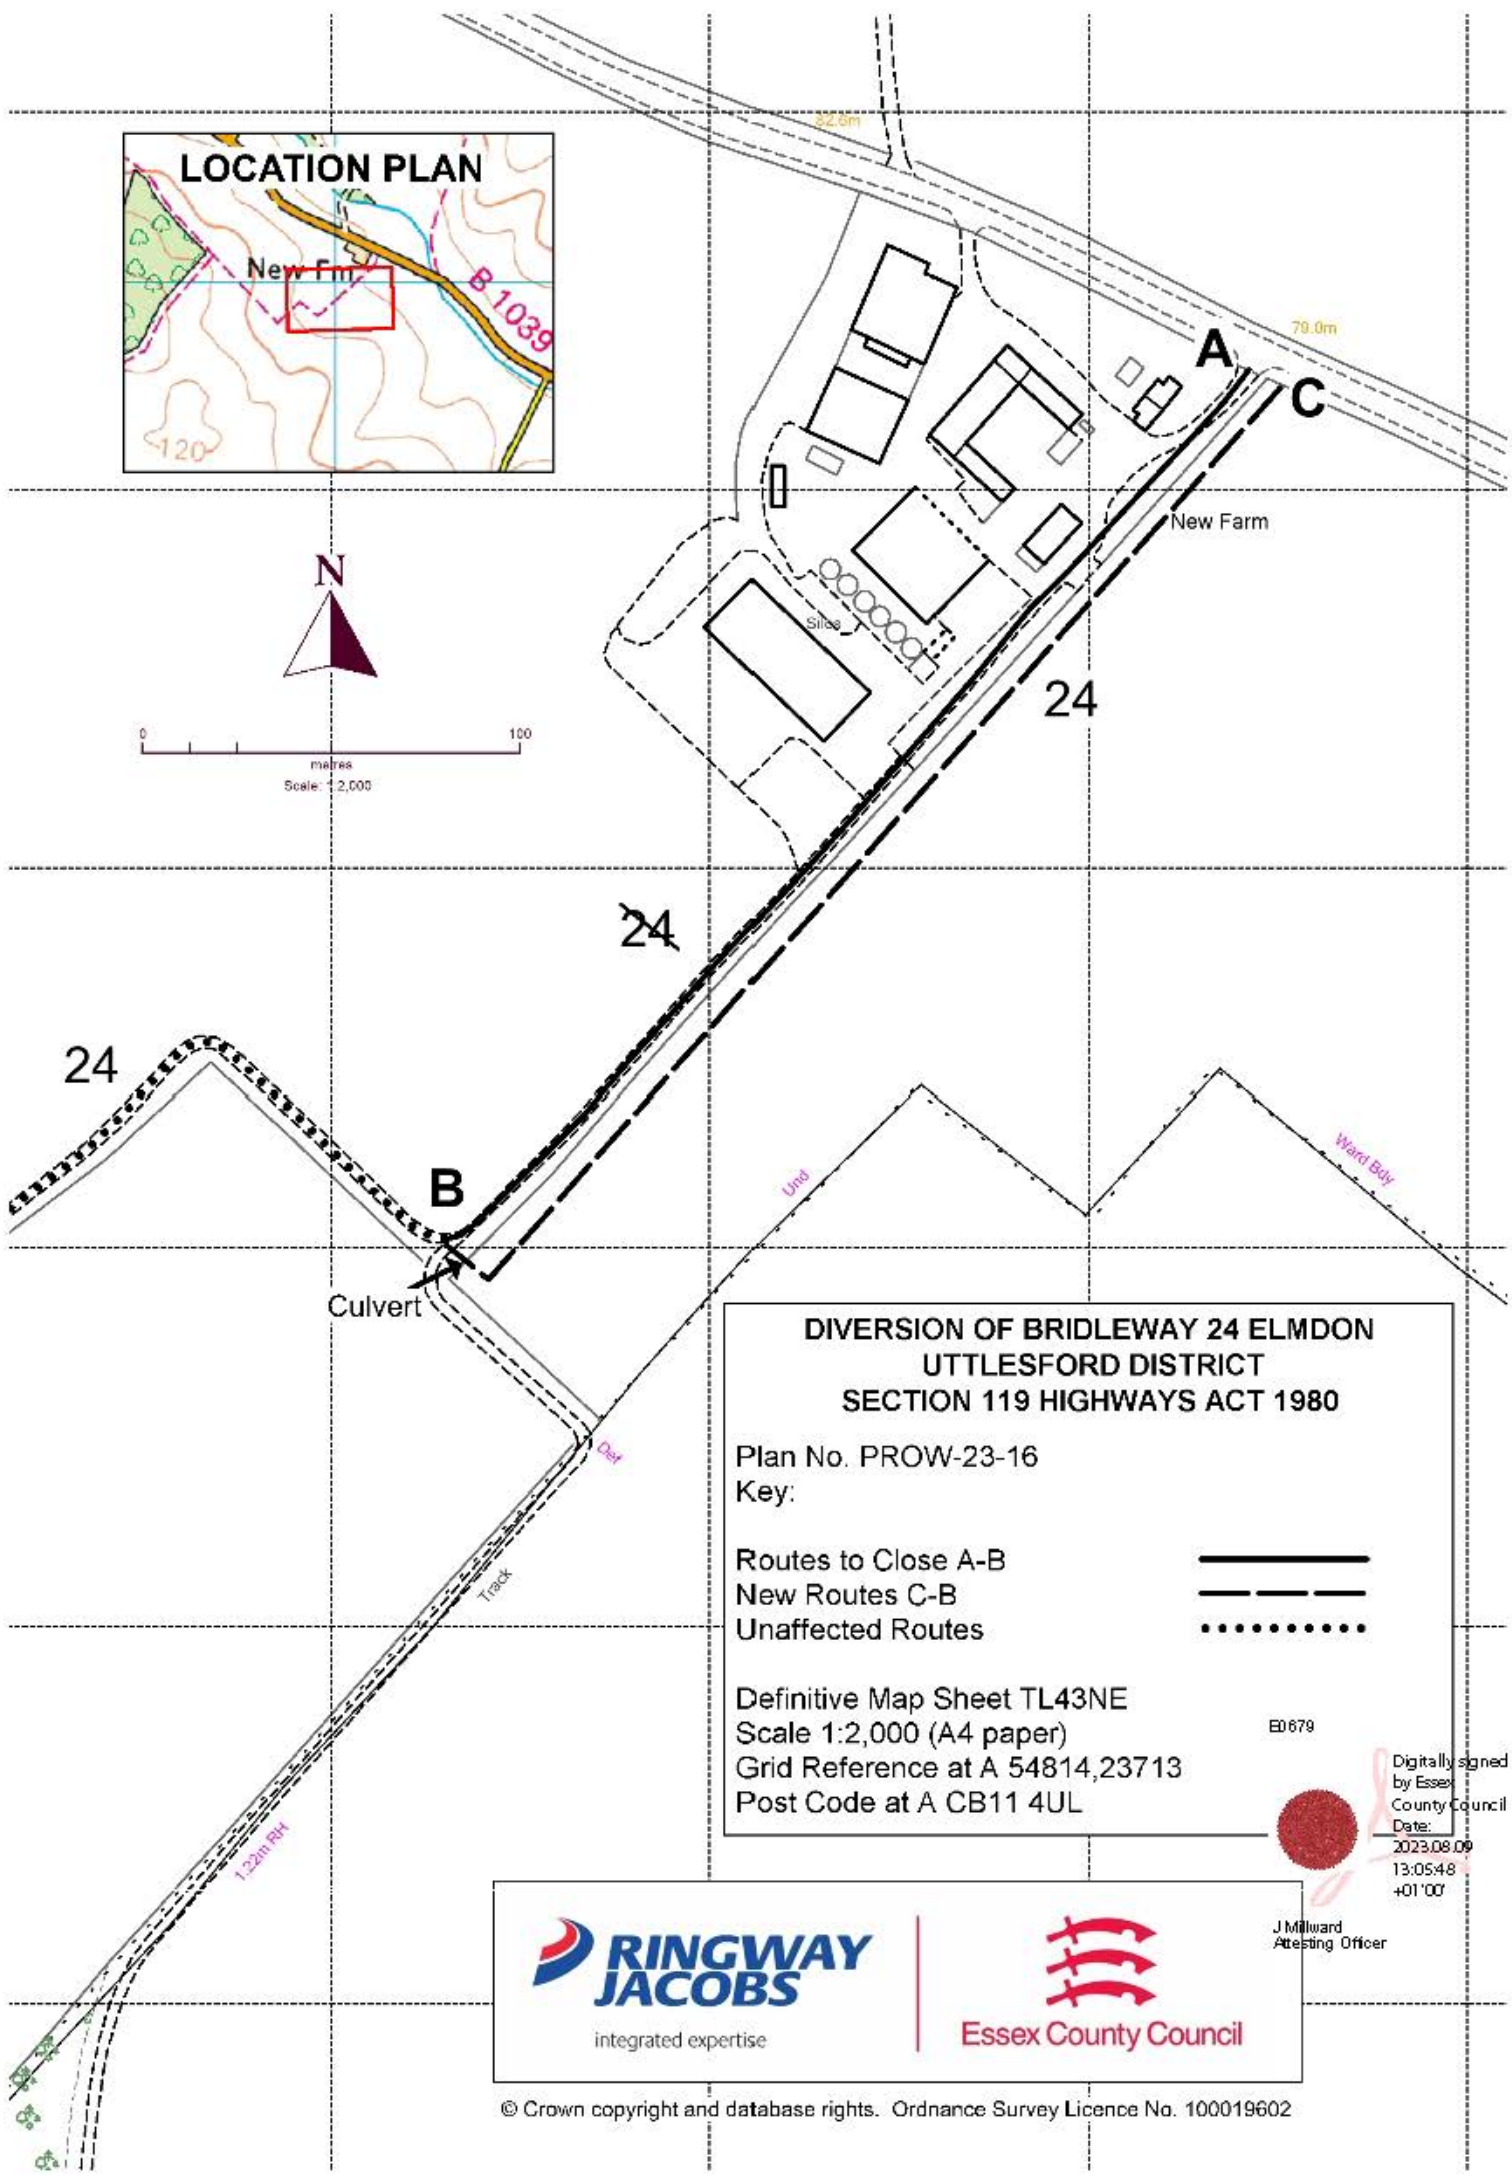 82.6m
LOCATION PLAN
New Fm
B 1039
120
79.0m
A
C
New Farm
N
Silos
24
0
100
metres
Scale: 1:2,000
24
24
B
Culvert
Und
Ward Bdy
Def
Track
1.22m RH
DIVERSION OF BRIDLEWAY 24 ELMDON
UTTLESFORD DISTRICT
SECTION 119 HIGHWAYS ACT 1980
Plan No. PROW-23-16
Key:
Routes to Close A-B
New Routes C-B
Unaffected Routes
Definitive Map Sheet TL43NE
Scale 1:2,000 (A4 paper)
Grid Reference at A 54814,23713
Post Code at A CB11 4UL
E0679
Digitally signed
by Essex
County Council
Date:
2023.08.09
13:05:48
+01'00'
J Millward
Attesting Officer
RINGWAY
JACOBS
integrated expertise
Essex County Council
© Crown copyright and database rights. Ordnance Survey Licence No. 100019602